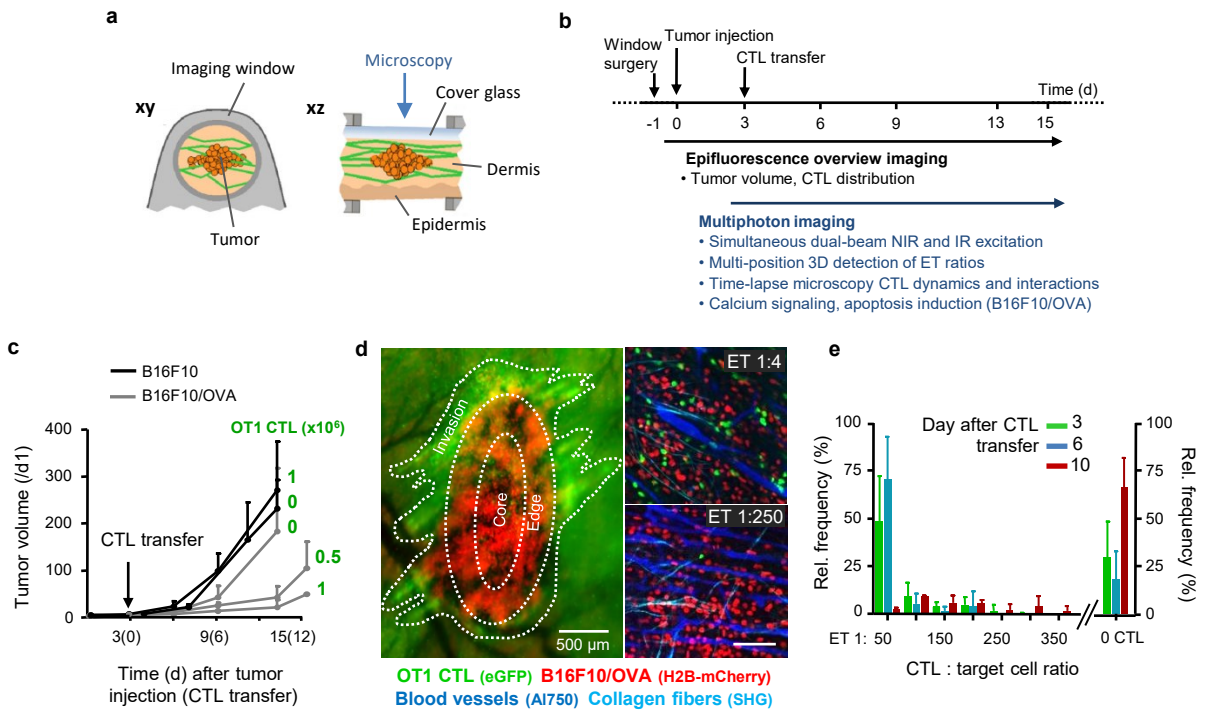 a
Imaging window
xy
Tumor
Microscopy
xz
Cover glass
Dermis
Epidermis
b
Window
surgery
Tumor injection
CTL transfer
Time (d)
-1 0 3 6 9 13 15
Epifluorescence overview imaging
• Tumor volume, CTL distribution
Multiphoton imaging
• Simultaneous dual-beam NIR and IR excitation
• Multi-position 3D detection of ET ratios
• Time-lapse microscopy CTL dynamics and interactions
• Calcium signaling, apoptosis induction (B16F10/OVA)
c
B16F10
B16F10/OVA
OT1 CTL (x10⁶)
Tumor volume (/d1)
400
300
200
100
0
CTL transfer
1
0
0
0.5
1
3(0) 9(6) 15(12)
Time (d) after tumor
injection (CTL transfer)
d
Invasion
Core
Edge
500 µm
ET 1:4
ET 1:250
OT1 CTL (eGFP) B16F10/OVA (H2B-mCherry)
Blood vessels (Al750) Collagen fibers (SHG)
e
Day after CTL
transfer
3
6
10
Rel. frequency (%)
100
75
50
25
0
100
75
50
25
0
Rel. frequency (%)
ET 1: 50 150 250 350 0 CTL
CTL : target cell ratio